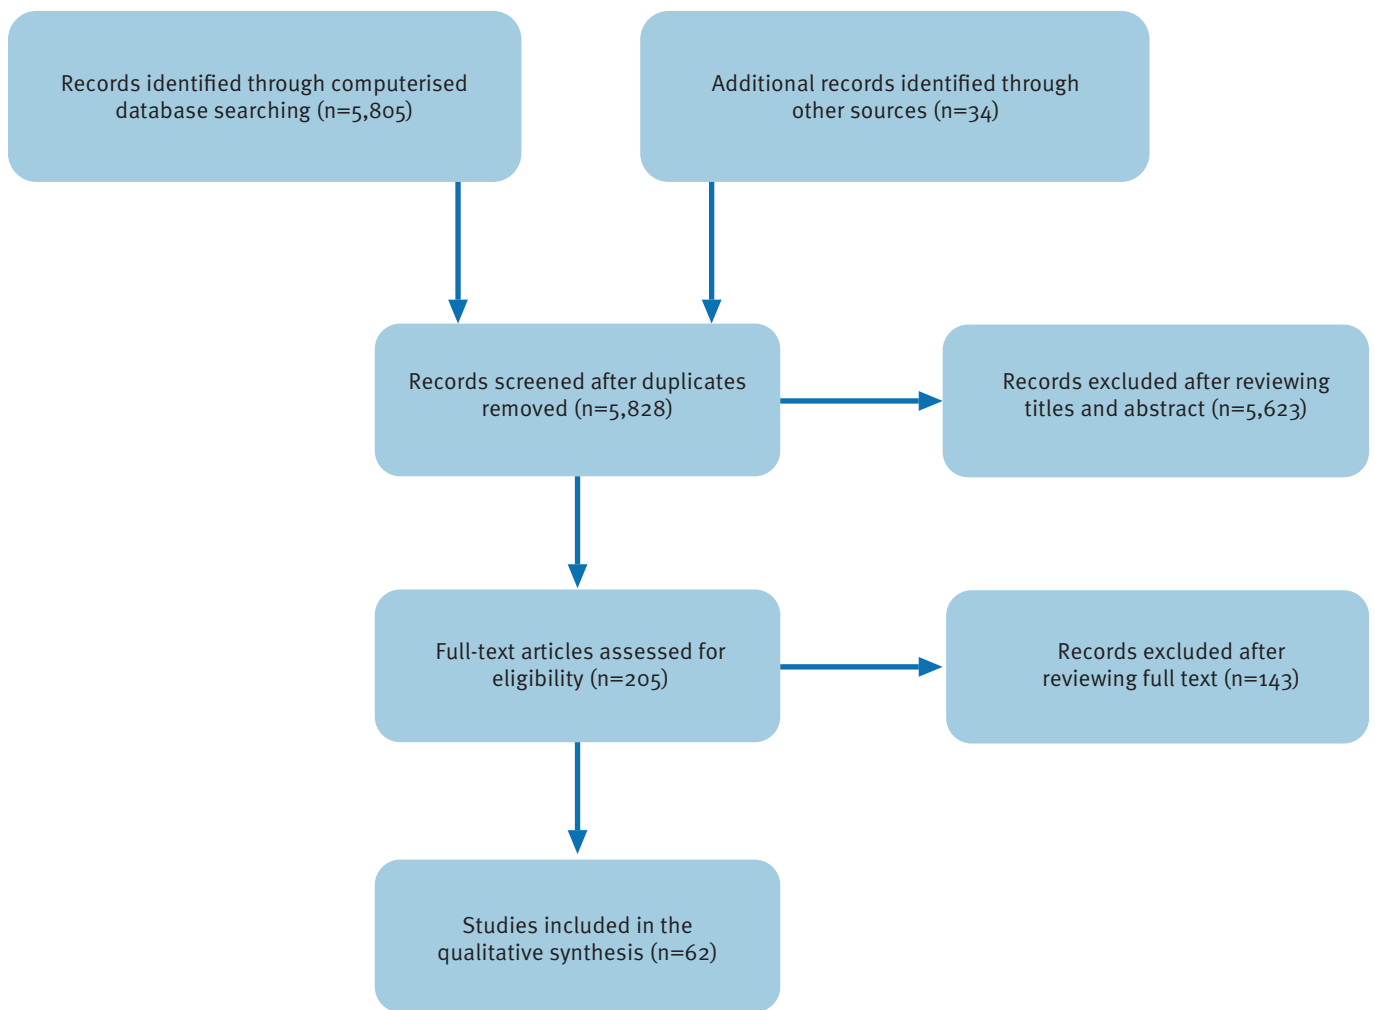 Records identified through computerised
database searching (n=5,805)
Additional records identified through
other sources (n=34)
Records screened after duplicates
removed (n=5,828)
Records excluded after reviewing
titles and abstract (n=5,623)
Full-text articles assessed for
eligibility (n=205)
Records excluded after
reviewing full text (n=143)
Studies included in the
qualitative synthesis (n=62)